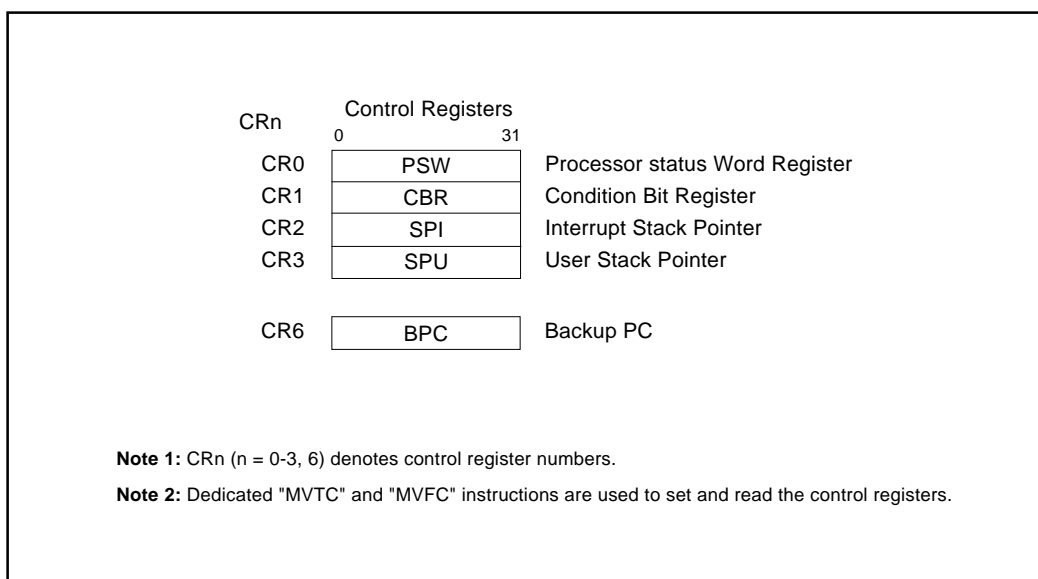 Control Registers
CRn
0 31
CR0 PSW Processor status Word Register
CR1 CBR Condition Bit Register
CR2 SPI Interrupt Stack Pointer
CR3 SPU User Stack Pointer
CR6 BPC Backup PC
Note 1: CRn (n = 0-3, 6) denotes control register numbers.
Note 2: Dedicated "MVTC" and "MVFC" instructions are used to set and read the control registers.